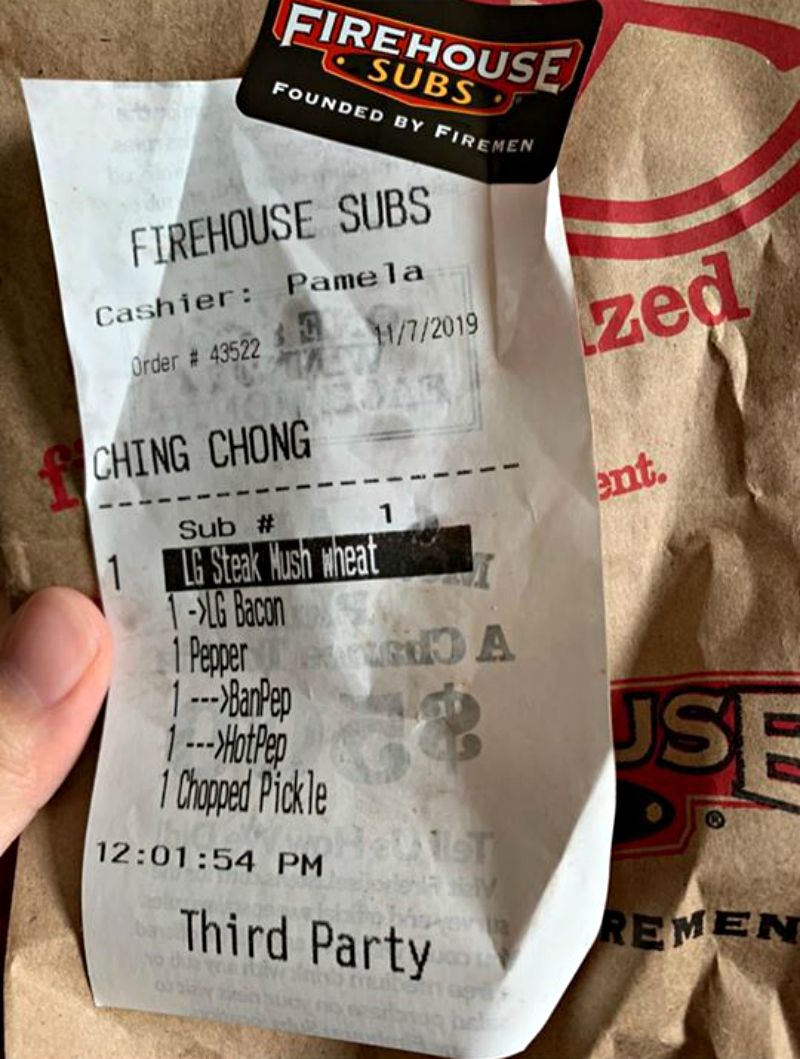 FIREHOUSE
SUBS
FOUNDED BY FIREMEN
FIREHOUSE SUBS
Cashier: Pamela
Order # 43522 11/7/2019
CHING CHONG
--------------------------
Sub # 1
1 LG Steak Mush wheat
1 ->LG Bacon
1 Pepper
1 --->BanPep
1 --->HotPep
1 Chopped Pickle
12:01:54 PM
Third Party
zed
ent.
USE
®
REMEN